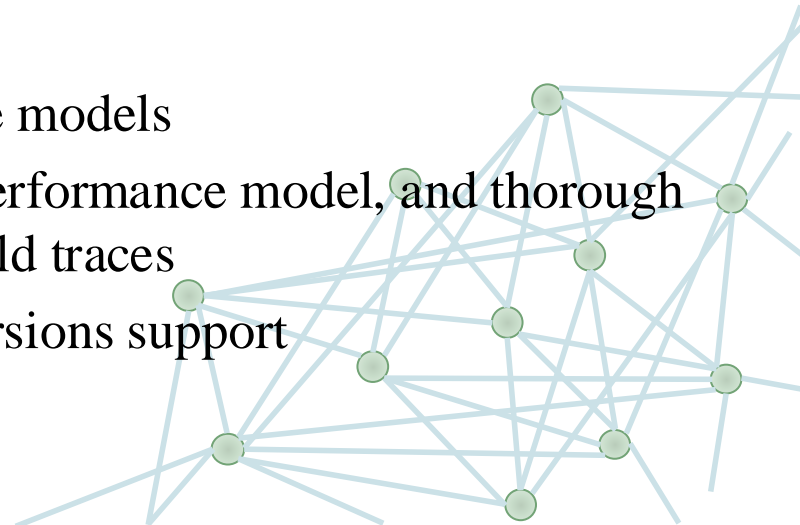 models
erformance model, and thorough
ld traces
rsions support